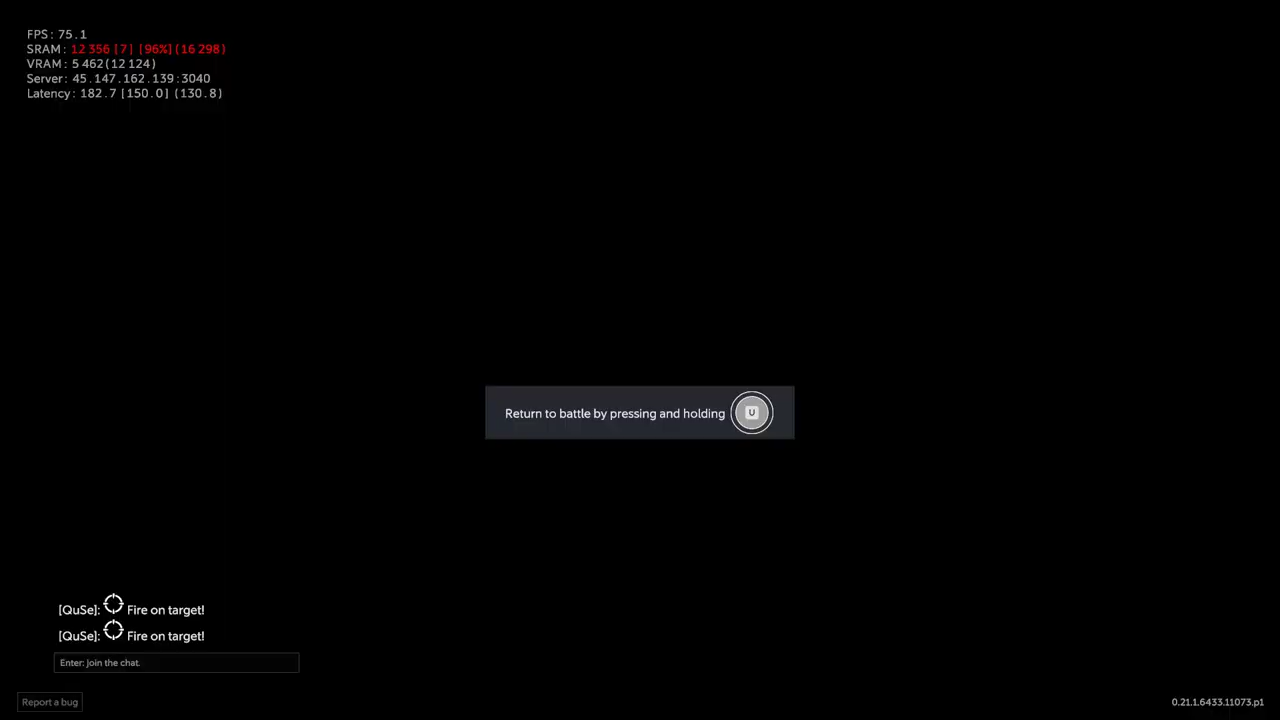 FPS: 75.1
SRAM: 12 356 [7] [96%] (16 298)
VRAM: 5 462(12 124)
Server: 45.147.162.139:3040
Latency: 182.7 [150.0] (130.8)
Return to battle by pressing and holding U
[QuSe]: Fire on target!
[QuSe]: Fire on target!
Enter: Join the chat.
Report a bug
0.21.1.6433.11073.p1